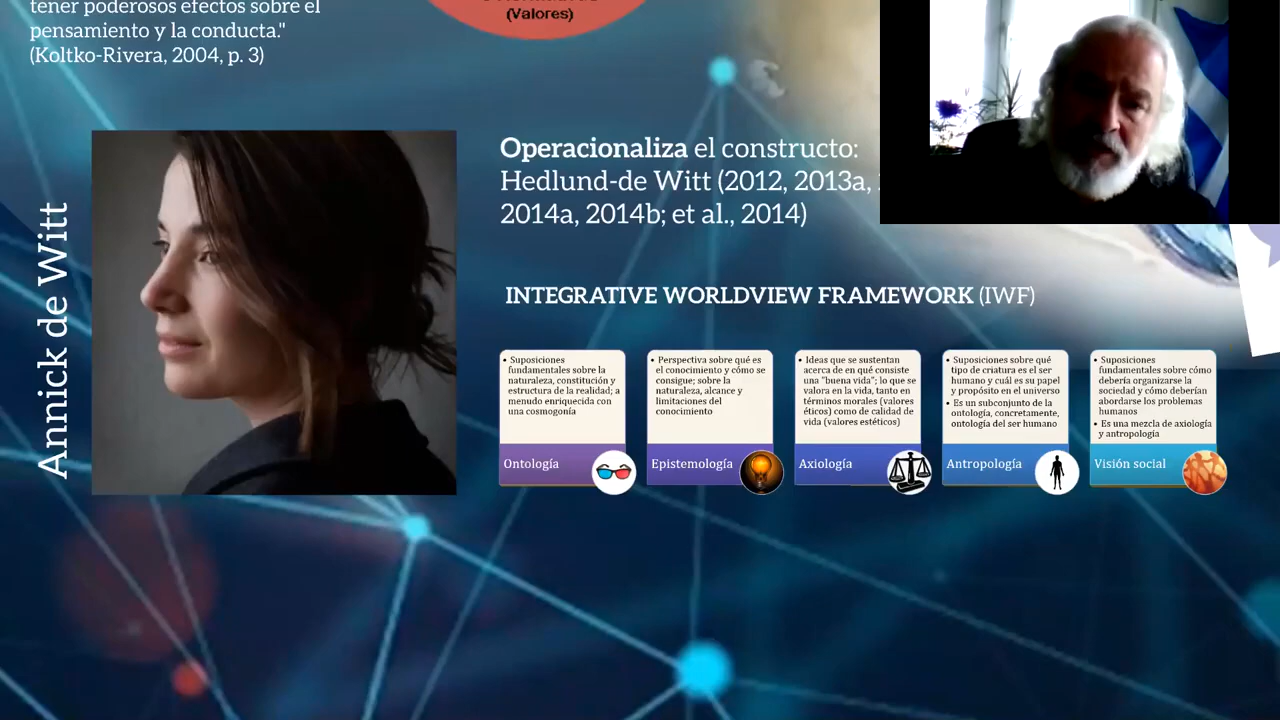 tener poderosos efectos sobre el
pensamiento y la conducta."
(Koltko-Rivera, 2004, p. 3)
(Valores)
Annick de Witt
Operacionaliza el constructo:
Hedlund-de Witt (2012, 2013a,
2014a, 2014b; et al., 2014)
INTEGRATIVE WORLDVIEW FRAMEWORK (IWF)
• Suposiciones
fundamentales sobre la
naturaleza, constitución y
estructura de la realidad; a
menudo enriquecida con
una cosmogonía
Ontología
• Perspectiva sobre qué es
el conocimiento y cómo se
consigue; sobre la
naturaleza, alcance y
limitaciones del
conocimiento
Epistemología
• Ideas que se sustentan
acerca de en qué consiste
una "buena vida"; lo que se
valora en la vida, tanto en
términos morales (valores
éticos) como de calidad de
vida (valores estéticos)
Axiología
• Suposiciones sobre qué
tipo de criatura es el ser
humano y cuál es su papel
y propósito en el universo
• Es un subconjunto de la
ontología, concretamente,
ontología del ser humano
Antropología
• Suposiciones
fundamentales sobre cómo
debería organizarse la
sociedad y cómo deberían
abordarse los problemas
humanos
• Es una mezcla de axiología
y antropología
Visión social